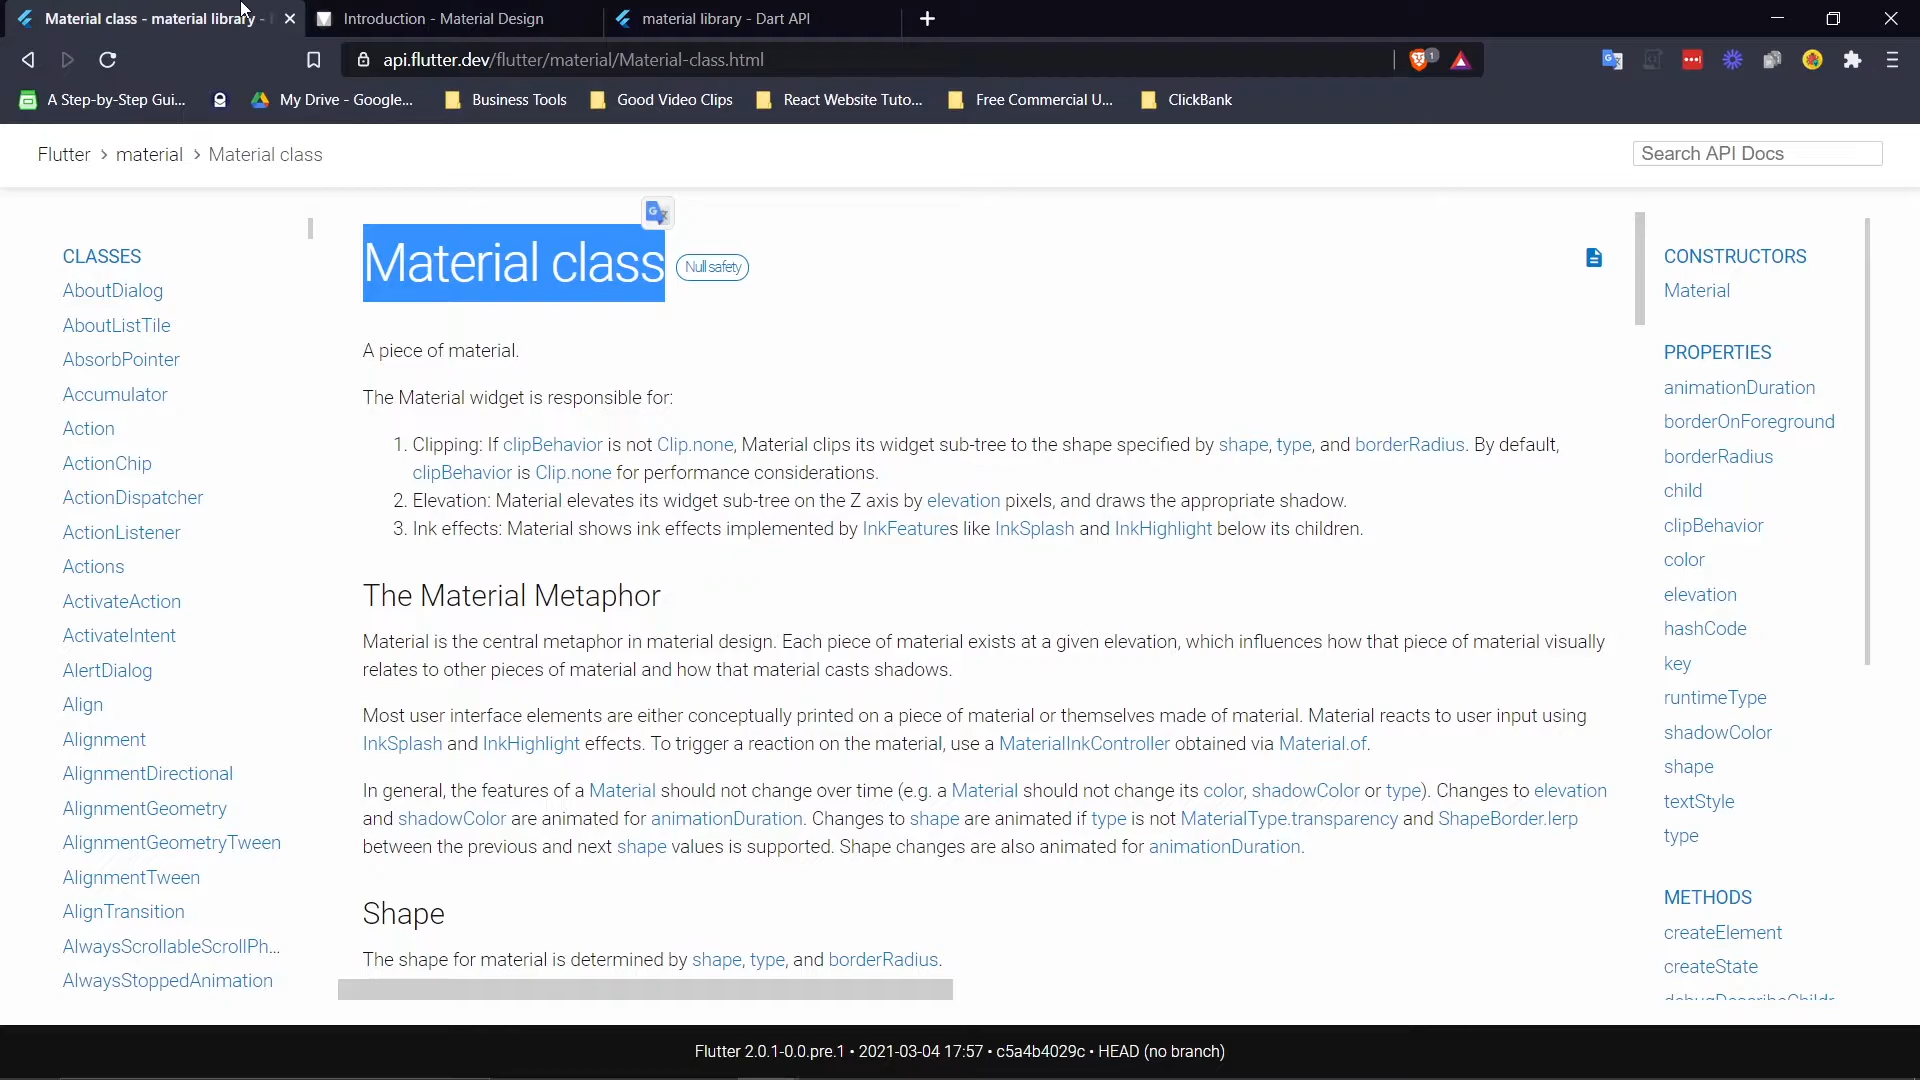 Material class - material library -
Introduction - Material Design
material library - Dart API
api.flutter.dev/flutter/material/Material-class.html
1
A Step-by-Step Gui...
My Drive - Google...
Business Tools
Good Video Clips
React Website Tuto...
Free Commercial U...
ClickBank
Flutter > material > Material class
Search API Docs
CLASSES
AboutDialog
AboutListTile
AbsorbPointer
Accumulator
Action
ActionChip
ActionDispatcher
ActionListener
Actions
ActivateAction
ActivateIntent
AlertDialog
Align
Alignment
AlignmentDirectional
AlignmentGeometry
AlignmentGeometryTween
AlignmentTween
AlignTransition
AlwaysScrollableScrollPh...
AlwaysStoppedAnimation
Material class Null safety
A piece of material.
The Material widget is responsible for:
1. Clipping: If clipBehavior is not Clip.none, Material clips its widget sub-tree to the shape specified by shape, type, and borderRadius. By default,
clipBehavior is Clip.none for performance considerations.
2. Elevation: Material elevates its widget sub-tree on the Z axis by elevation pixels, and draws the appropriate shadow.
3. Ink effects: Material shows ink effects implemented by InkFeatures like InkSplash and InkHighlight below its children.
The Material Metaphor
Material is the central metaphor in material design. Each piece of material exists at a given elevation, which influences how that piece of material visually
relates to other pieces of material and how that material casts shadows.
Most user interface elements are either conceptually printed on a piece of material or themselves made of material. Material reacts to user input using
InkSplash and InkHighlight effects. To trigger a reaction on the material, use a MaterialInkController obtained via Material.of.
In general, the features of a Material should not change over time (e.g. a Material should not change its color, shadowColor or type). Changes to elevation
and shadowColor are animated for animationDuration. Changes to shape are animated if type is not MaterialType.transparency and ShapeBorder.lerp
between the previous and next shape values is supported. Shape changes are also animated for animationDuration.
Shape
The shape for material is determined by shape, type, and borderRadius.
CONSTRUCTORS
Material
PROPERTIES
animationDuration
borderOnForeground
borderRadius
child
clipBehavior
color
elevation
hashCode
key
runtimeType
shadowColor
shape
textStyle
type
METHODS
createElement
createState
Flutter 2.0.1-0.0.pre.1 • 2021-03-04 17:57 • c5a4b4029c • HEAD (no branch)